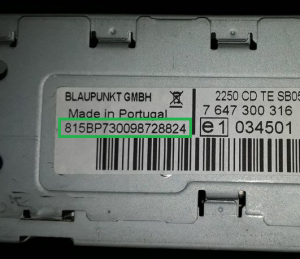 BLAUPUNKT GMBH
2250 CD TE SB05
Made in Portugal
7 647 300 316
815BP730098728824
e1 034501